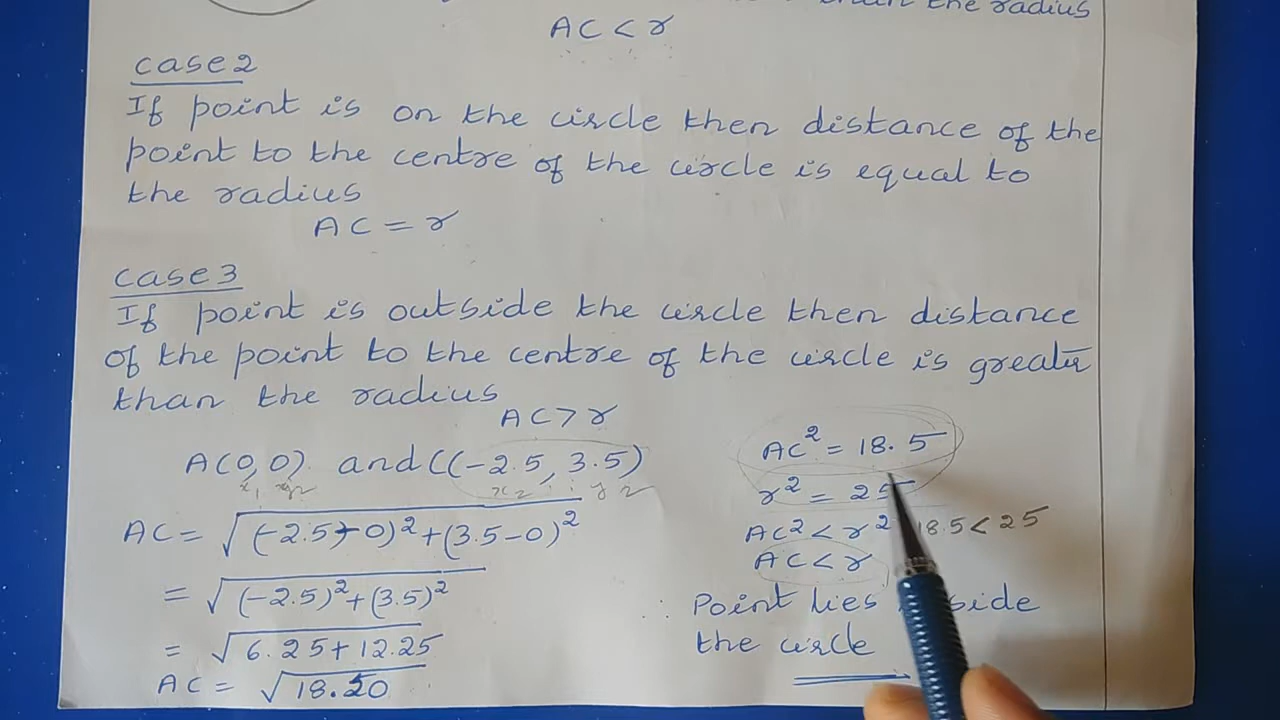 the radius
AC < r
case 2
If point is on the circle then distance of the
point to the centre of the circle is equal to
the radius
AC = r
case 3
If point is outside the circle then distance
of the point to the centre of the circle is greater
than the radius
AC > r
A(0,0) and C(-2.5, 3.5)
x₂ y₂
AC = √(-2.5-0)²+(3.5-0)²
= √(-2.5)²+(3.5)²
= √6.25+12.25
AC = √18.50
AC² = 18.5
r² = 25
AC² < r² 18.5 < 25
AC < r
∴ Point lies
the circle